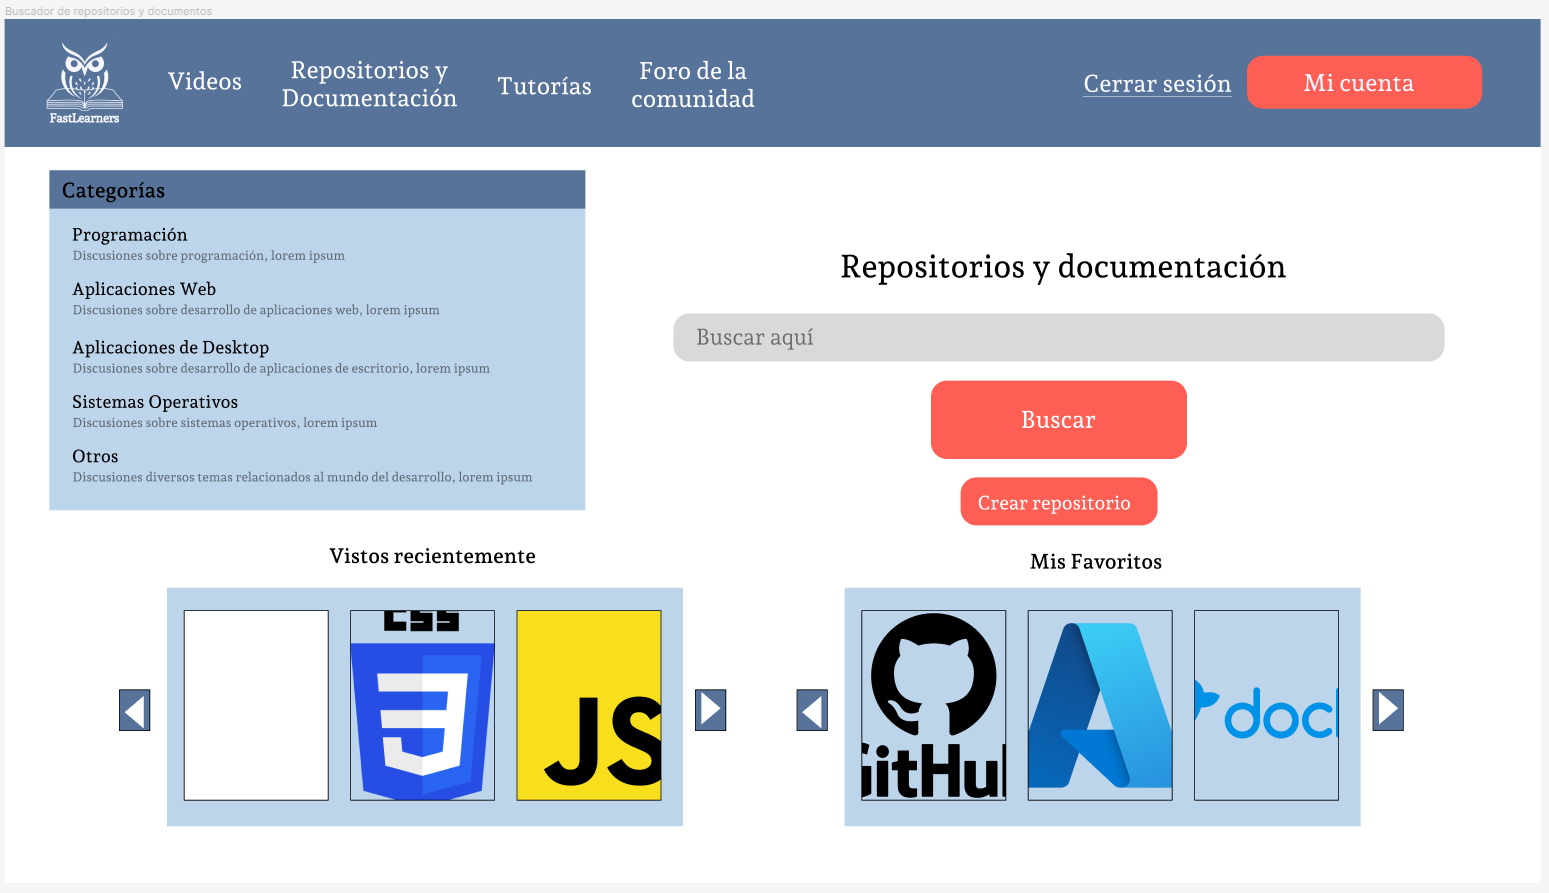 Buscador de repositorios y documentos
FastLearners
Videos
Repositorios y
Documentación
Tutorías
Foro de la
comunidad
Cerrar sesión
Mi cuenta
Categorías
Programación
Discusiones sobre programación, lorem ipsum
Aplicaciones Web
Discusiones sobre desarrollo de aplicaciones web, lorem ipsum
Aplicaciones de Desktop
Discusiones sobre desarrollo de aplicaciones de escritorio, lorem ipsum
Sistemas Operativos
Discusiones sobre sistemas operativos, lorem ipsum
Otros
Discusiones diversos temas relacionados al mundo del desarrollo, lorem ipsum
Repositorios y documentación
Buscar aquí
Buscar
Crear repositorio
Vistos recientemente
CSS
JS
Mis Favoritos
GitHub
dock